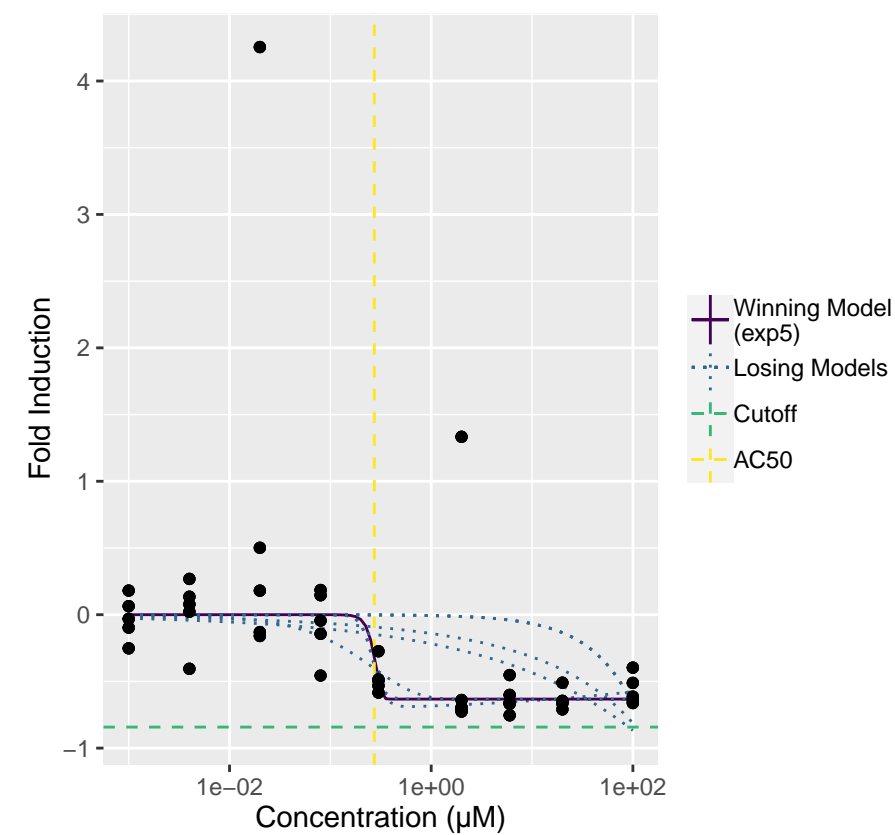 4
3
2
1
0
−1
1e−02
1e+00
1e+02
Concentration (µM)
Fold Induction
Winning Model
(exp5)
Losing Models
Cutoff
AC50